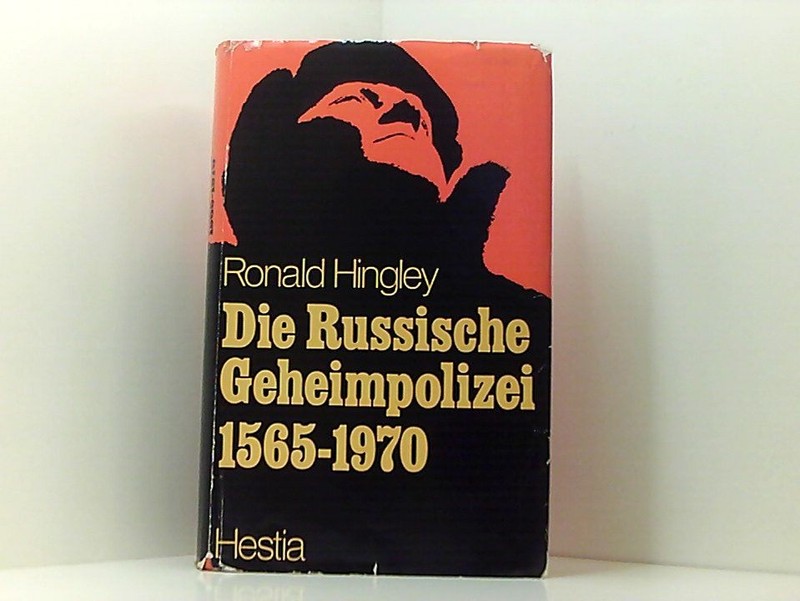 Ronald Hingley
Die Russische
Geheimpolizei
1565-1970
Hestia